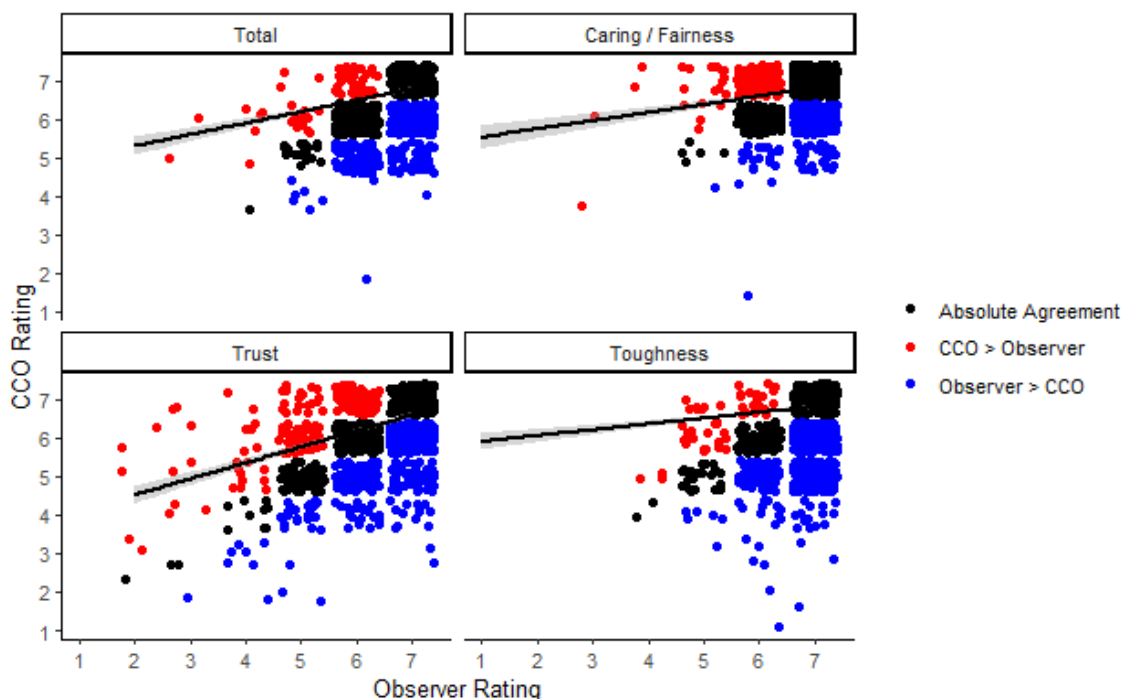 Total
Caring / Fairness
7
6
5
4
3
2
1
Trust
Toughness
7
6
5
4
3
2
1
1 2 3 4 5 6 7
1 2 3 4 5 6 7
CCO Rating
Observer Rating
Absolute Agreement
CCO > Observer
Observer > CCO